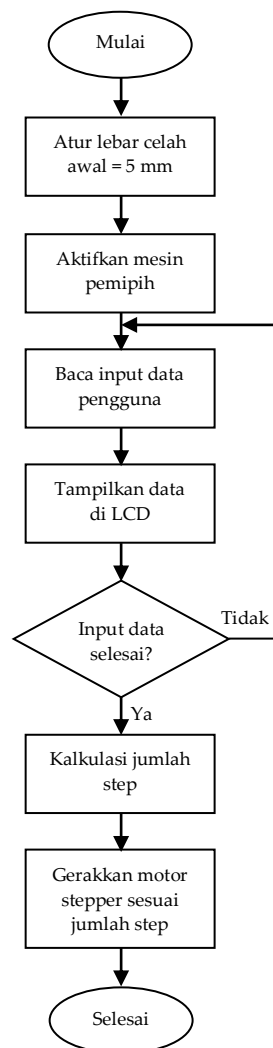 Mulai
Atur lebar celah
awal = 5 mm
Aktifkan mesin
pemipih
Baca input data
pengguna
Tampilkan data
di LCD
Input data
selesai?
Tidak
Ya
Kalkulasi jumlah
step
Gerakkan motor
stepper sesuai
jumlah step
Selesai